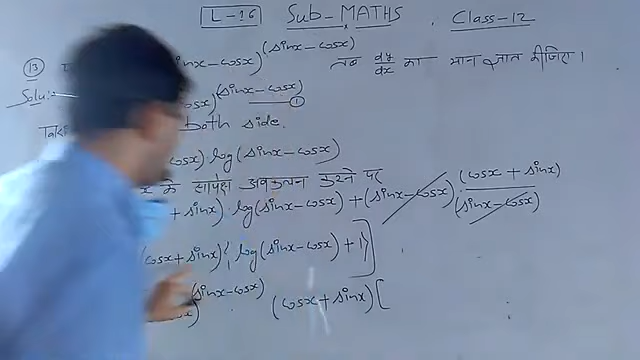 L-16 Sub-MATHS . Class-12
(13) sinx-cosx)^(sinx-cosx) तब dy/dx का मान ज्ञात कीजिए।
Solu:- )^(sinx-cosx) (1)
Taki both side.
cosx)·log(sinx-cosx)
x के सापेक्ष अवकलन करने पर
+ sinx)·log(sinx-cosx) + (sinx-cosx)·(cosx+sinx)/(sinx-cosx)
(cosx+sinx){log(sinx-cosx)+1}]
(sinx-cosx) (cosx+sinx)[